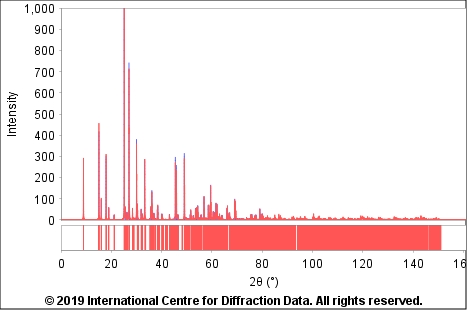 1,000
900
800
700
600
500
400
300
200
100
0
Intensity
0 20 40 60 80 100 120 140 16
2θ (°)
© 2019 International Centre for Diffraction Data. All rights reserved.